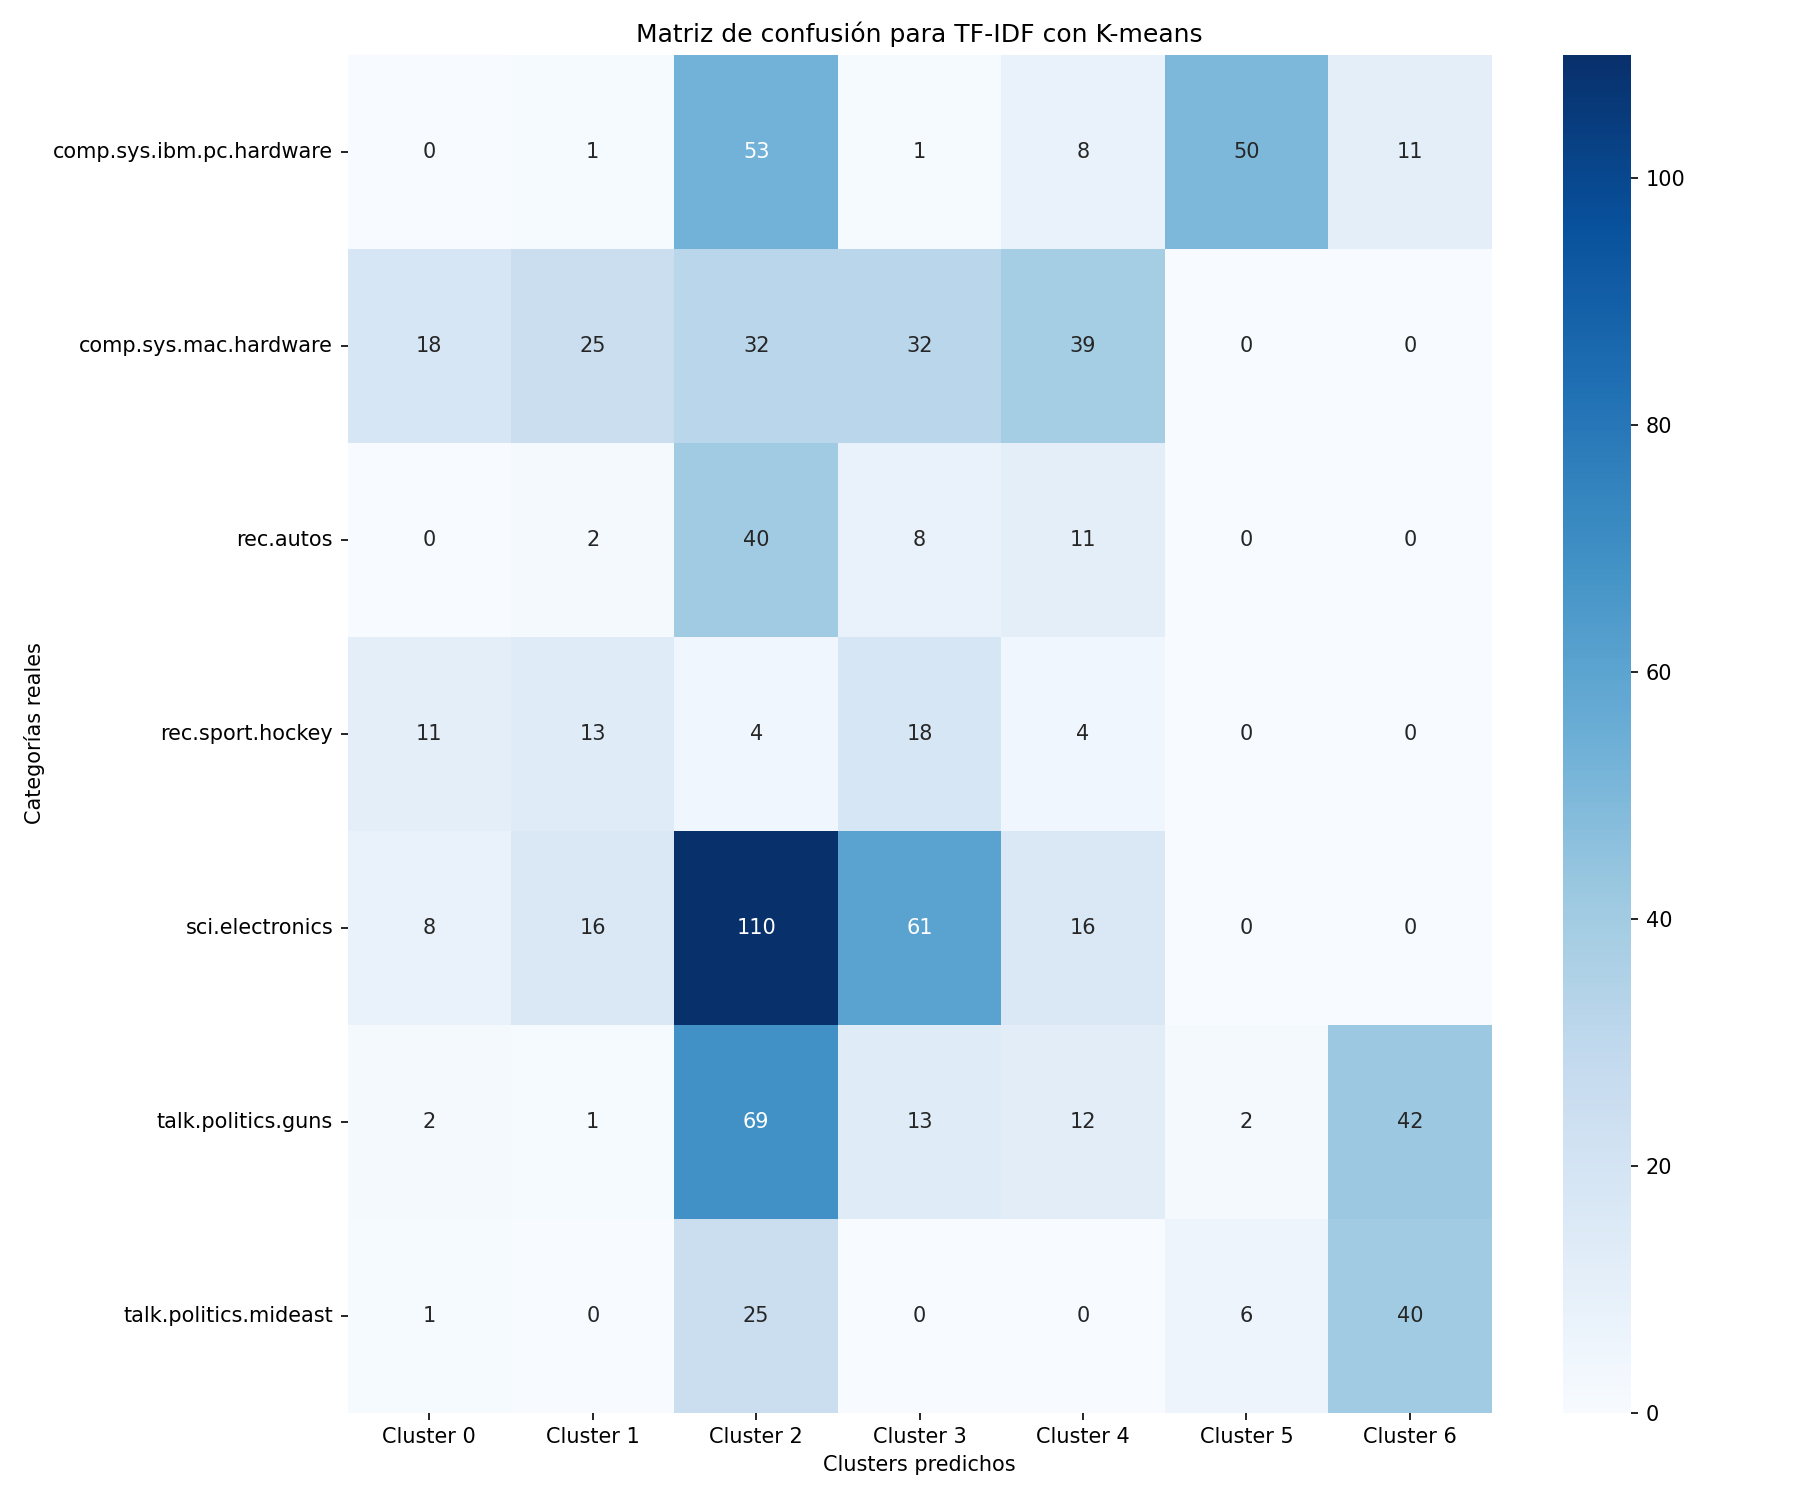 Matriz de confusión para TF-IDF con K-means
comp.sys.ibm.pc.hardware 0 1 53 1 8 50 11
comp.sys.mac.hardware 18 25 32 32 39 0 0
rec.autos 0 2 40 8 11 0 0
rec.sport.hockey 11 13 4 18 4 0 0
sci.electronics 8 16 110 61 16 0 0
talk.politics.guns 2 1 69 13 12 2 42
talk.politics.mideast 1 0 25 0 0 6 40
Cluster 0 Cluster 1 Cluster 2 Cluster 3 Cluster 4 Cluster 5 Cluster 6
Clusters predichos
Categorías reales
100
80
60
40
20
0